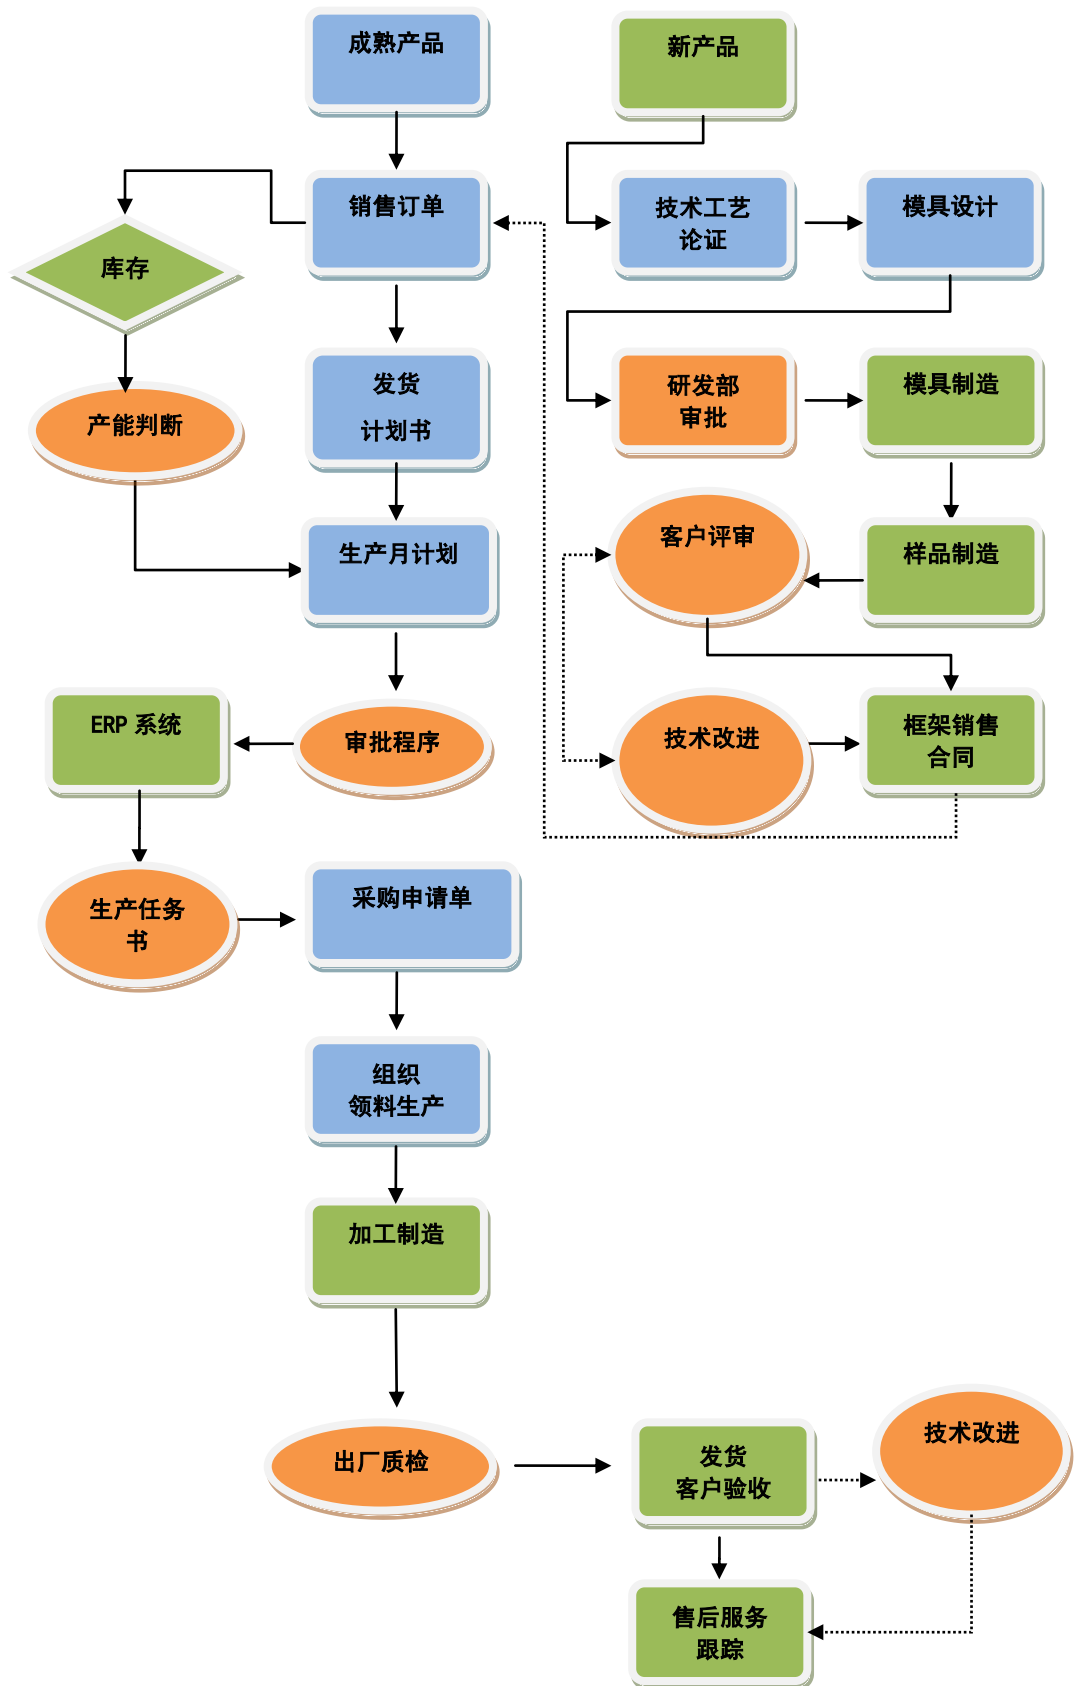 成熟产品
新产品
销售订单
技术工艺
论证
模具设计
库存
发货
计划书
研发部
审批
模具制造
产能判断
客户评审
样品制造
生产月计划
ERP 系统
审批程序
技术改进
框架销售
合同
生产任务
书
采购申请单
组织
领料生产
加工制造
出厂质检
发货
客户验收
技术改进
售后服务
跟踪